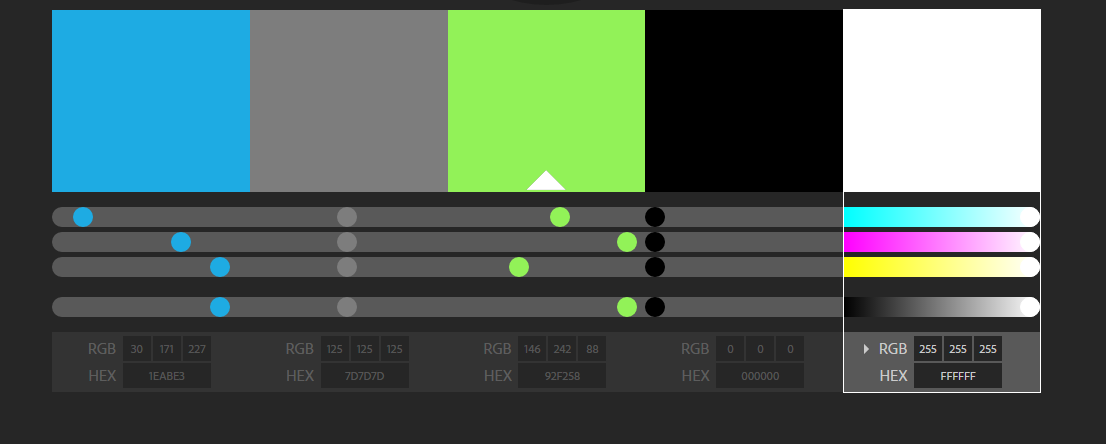 RGB 30 171 227 RGB 125 125 125 RGB 146 242 88 RGB 0 0 0 RGB 255 255 255
HEX 1EABE3 HEX 7D7D7D HEX 92F258 HEX 000000 HEX FFFFFF